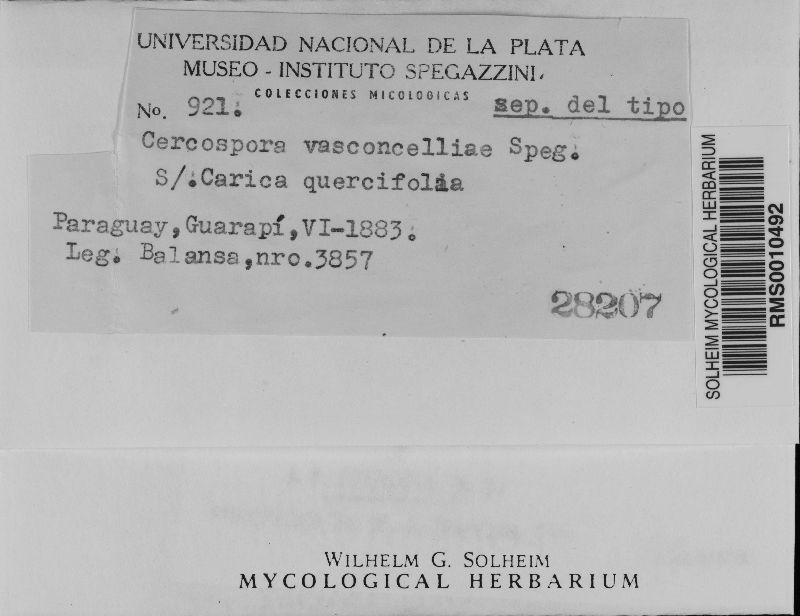 UNIVERSIDAD NACIONAL DE LA PLATA
MUSEO - INSTITUTO SPEGAZZINI.
COLECCIONES MICOLOGICAS
No. 921. sep. del tipo
Cercospora vasconcelliae Speg.
S/.Carica quercifolia
Paraguay,Guarapí,VI-1883.
Leg. Balansa,nro.3857
28207
SOLHEIM MYCOLOGICAL HERBARIUM
RMS0010492
WILHELM G. SOLHEIM
MYCOLOGICAL HERBARIUM